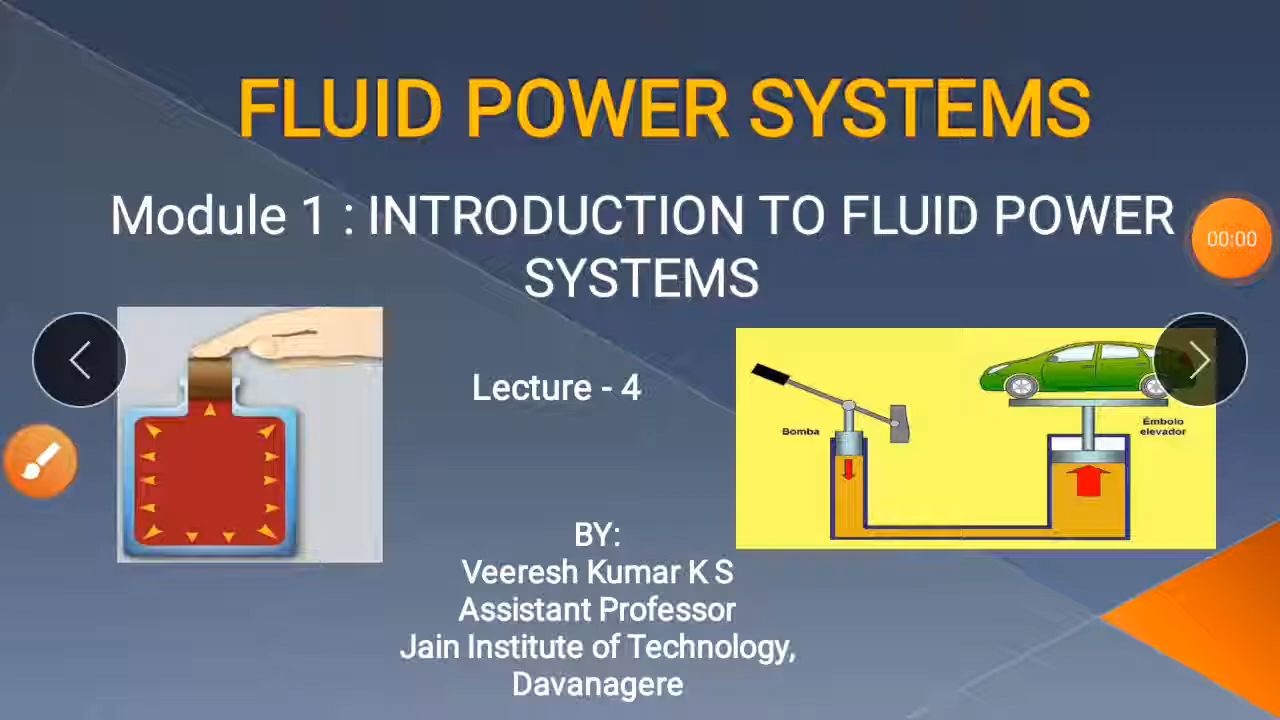 FLUID POWER SYSTEMS
Module 1 : INTRODUCTION TO FLUID POWER
SYSTEMS
00:00
Lecture - 4
Bomba
Êmbolo
elevador
BY:
Veeresh Kumar K S
Assistant Professor
Jain Institute of Technology,
Davanagere